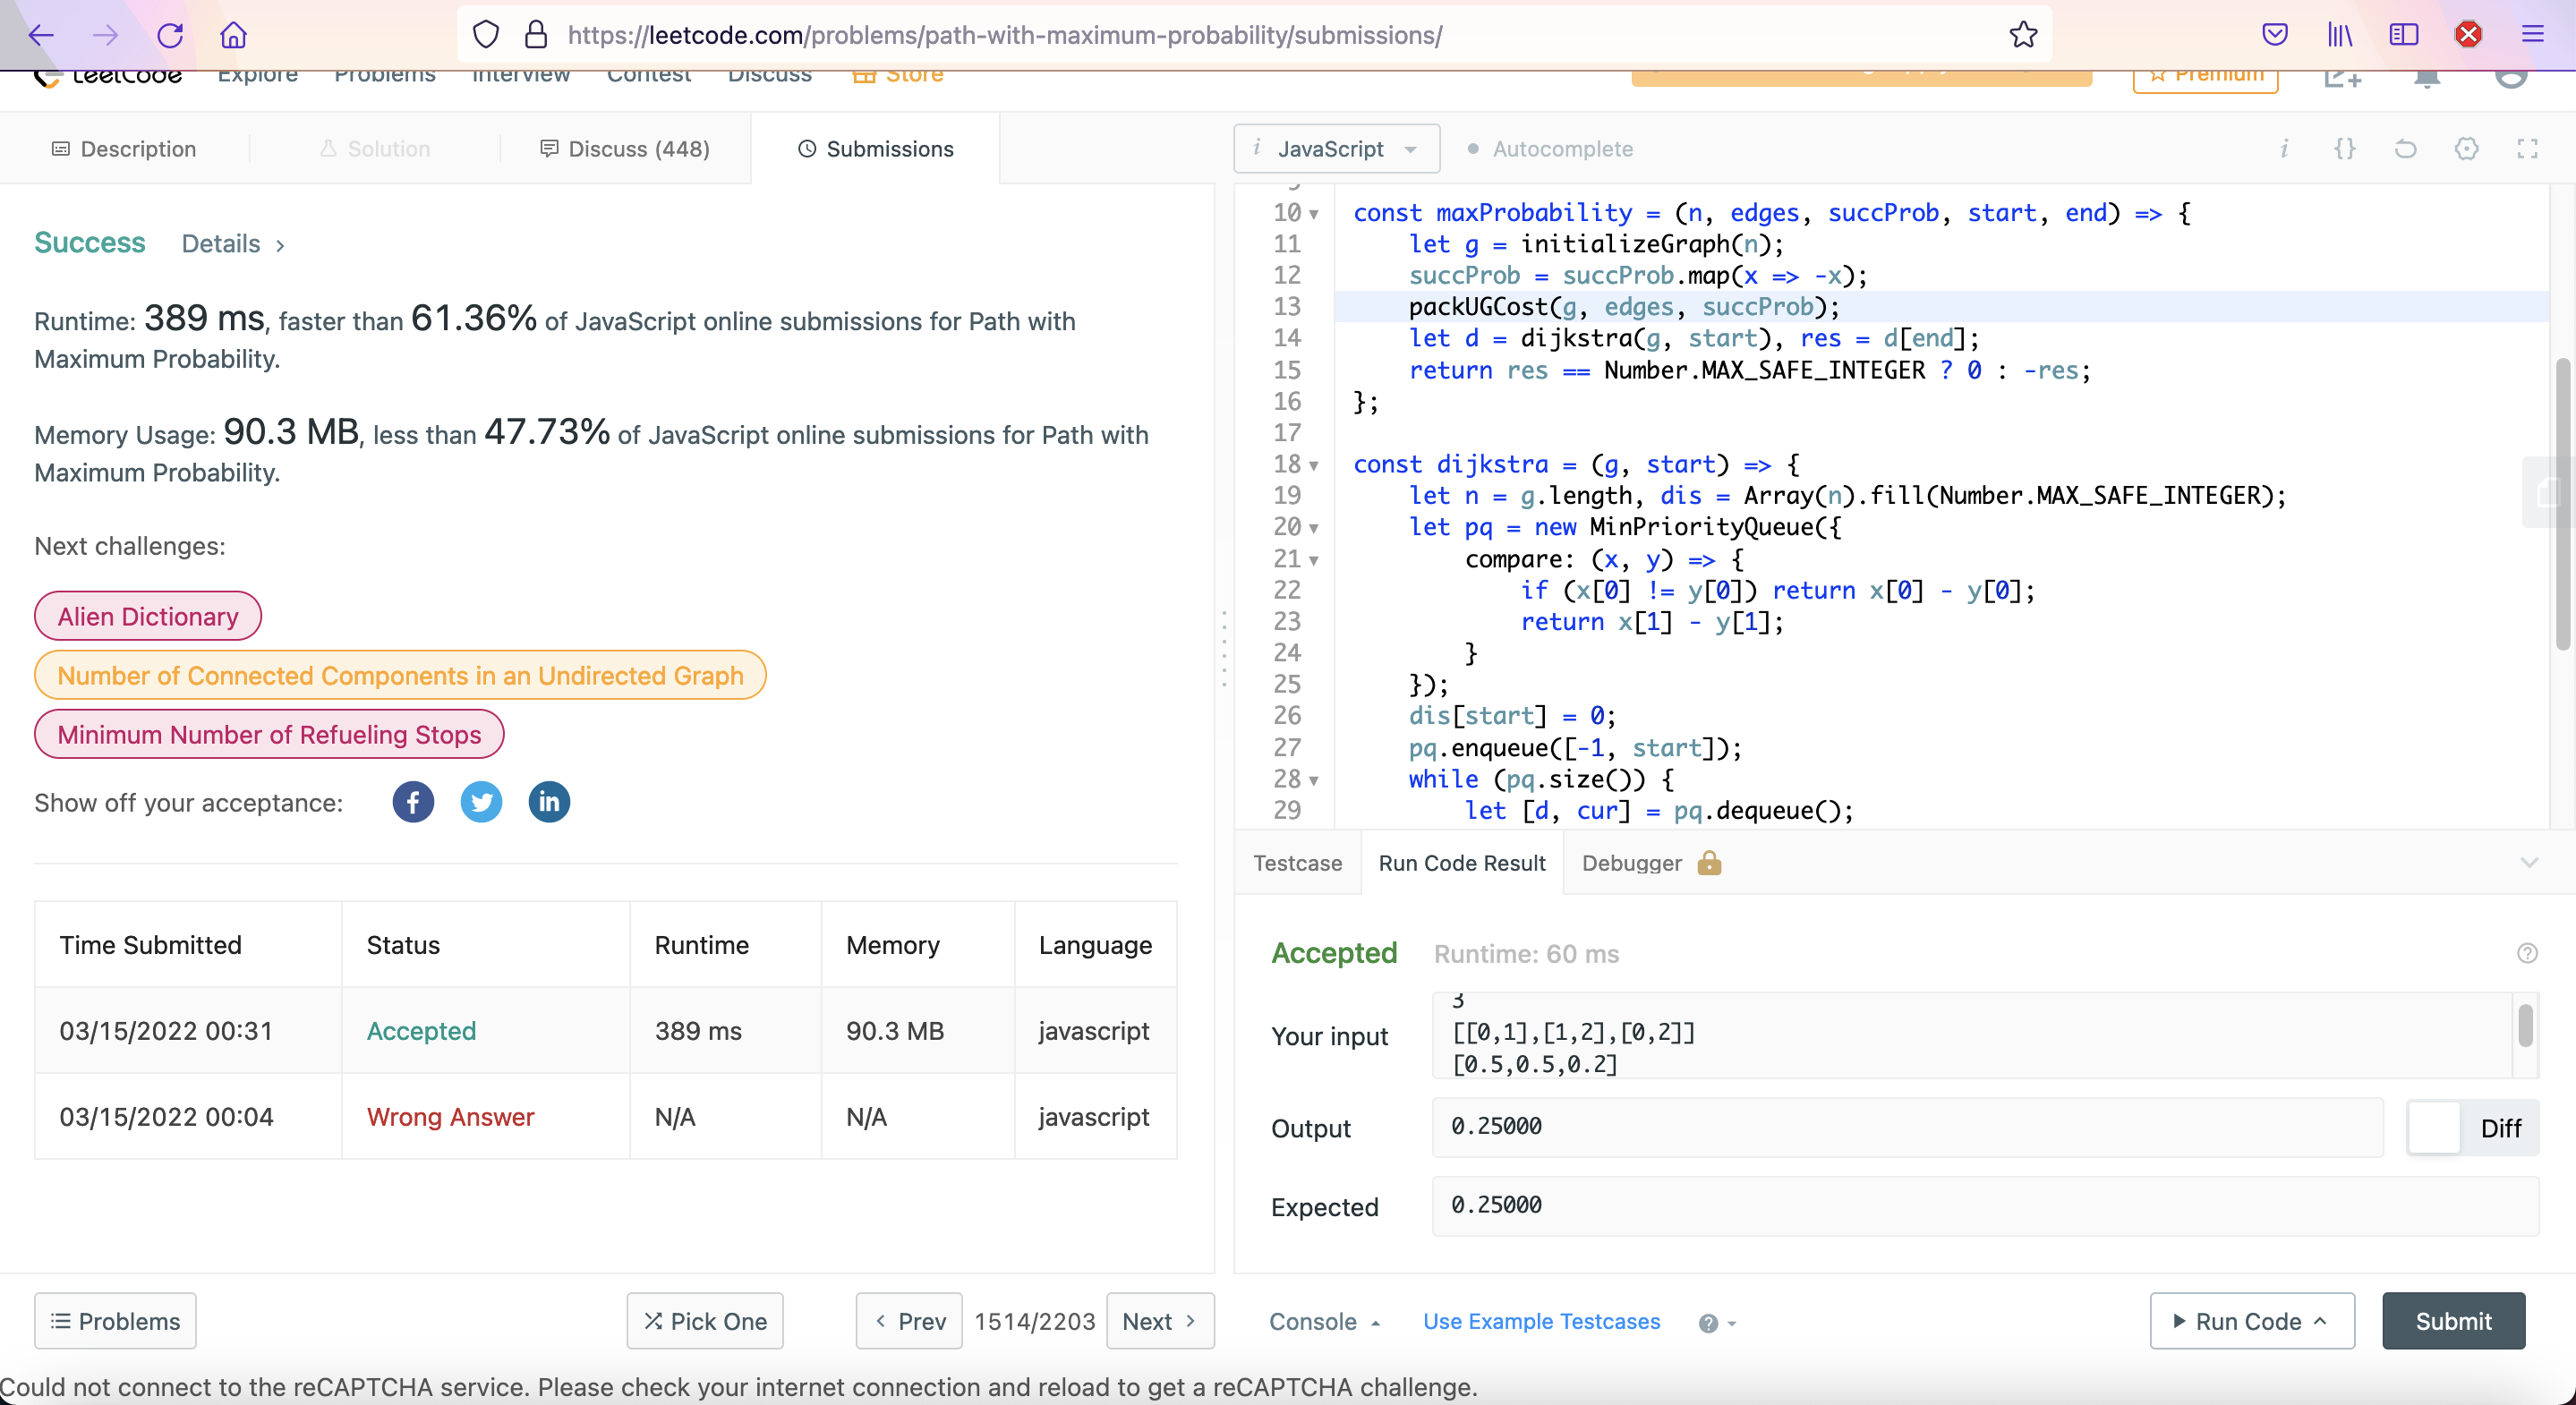 https://leetcode.com/problems/path-with-maximum-probability/submissions/
LeetCode Explore Problems Interview Contest Discuss Store
Premium
Description Solution Discuss (448) Submissions
Success Details >
Runtime: 389 ms, faster than 61.36% of JavaScript online submissions for Path with
Maximum Probability.
Memory Usage: 90.3 MB, less than 47.73% of JavaScript online submissions for Path with
Maximum Probability.
Next challenges:
Alien Dictionary
Number of Connected Components in an Undirected Graph
Minimum Number of Refueling Stops
Show off your acceptance:
Time Submitted Status Runtime Memory Language
03/15/2022 00:31 Accepted 389 ms 90.3 MB javascript
03/15/2022 00:04 Wrong Answer N/A N/A javascript
Problems Pick One < Prev 1514/2203 Next >
i JavaScript Autocomplete i {}
9
10 const maxProbability = (n, edges, succProb, start, end) => {
11 let g = initializeGraph(n);
12 succProb = succProb.map(x => -x);
13 packUGCost(g, edges, succProb);
14 let d = dijkstra(g, start), res = d[end];
15 return res == Number.MAX_SAFE_INTEGER ? 0 : -res;
16 };
17
18 const dijkstra = (g, start) => {
19 let n = g.length, dis = Array(n).fill(Number.MAX_SAFE_INTEGER);
20 let pq = new MinPriorityQueue({
21 compare: (x, y) => {
22 if (x[0] != y[0]) return x[0] - y[0];
23 return x[1] - y[1];
24 }
25 });
26 dis[start] = 0;
27 pq.enqueue([-1, start]);
28 while (pq.size()) {
29 let [d, cur] = pq.dequeue();
Testcase Run Code Result Debugger
Accepted Runtime: 60 ms
Your input
3
[[0,1],[1,2],[0,2]]
[0.5,0.5,0.2]
Output 0.25000 Diff
Expected 0.25000
Console Use Example Testcases Run Code Submit
Could not connect to the reCAPTCHA service. Please check your internet connection and reload to get a reCAPTCHA challenge.